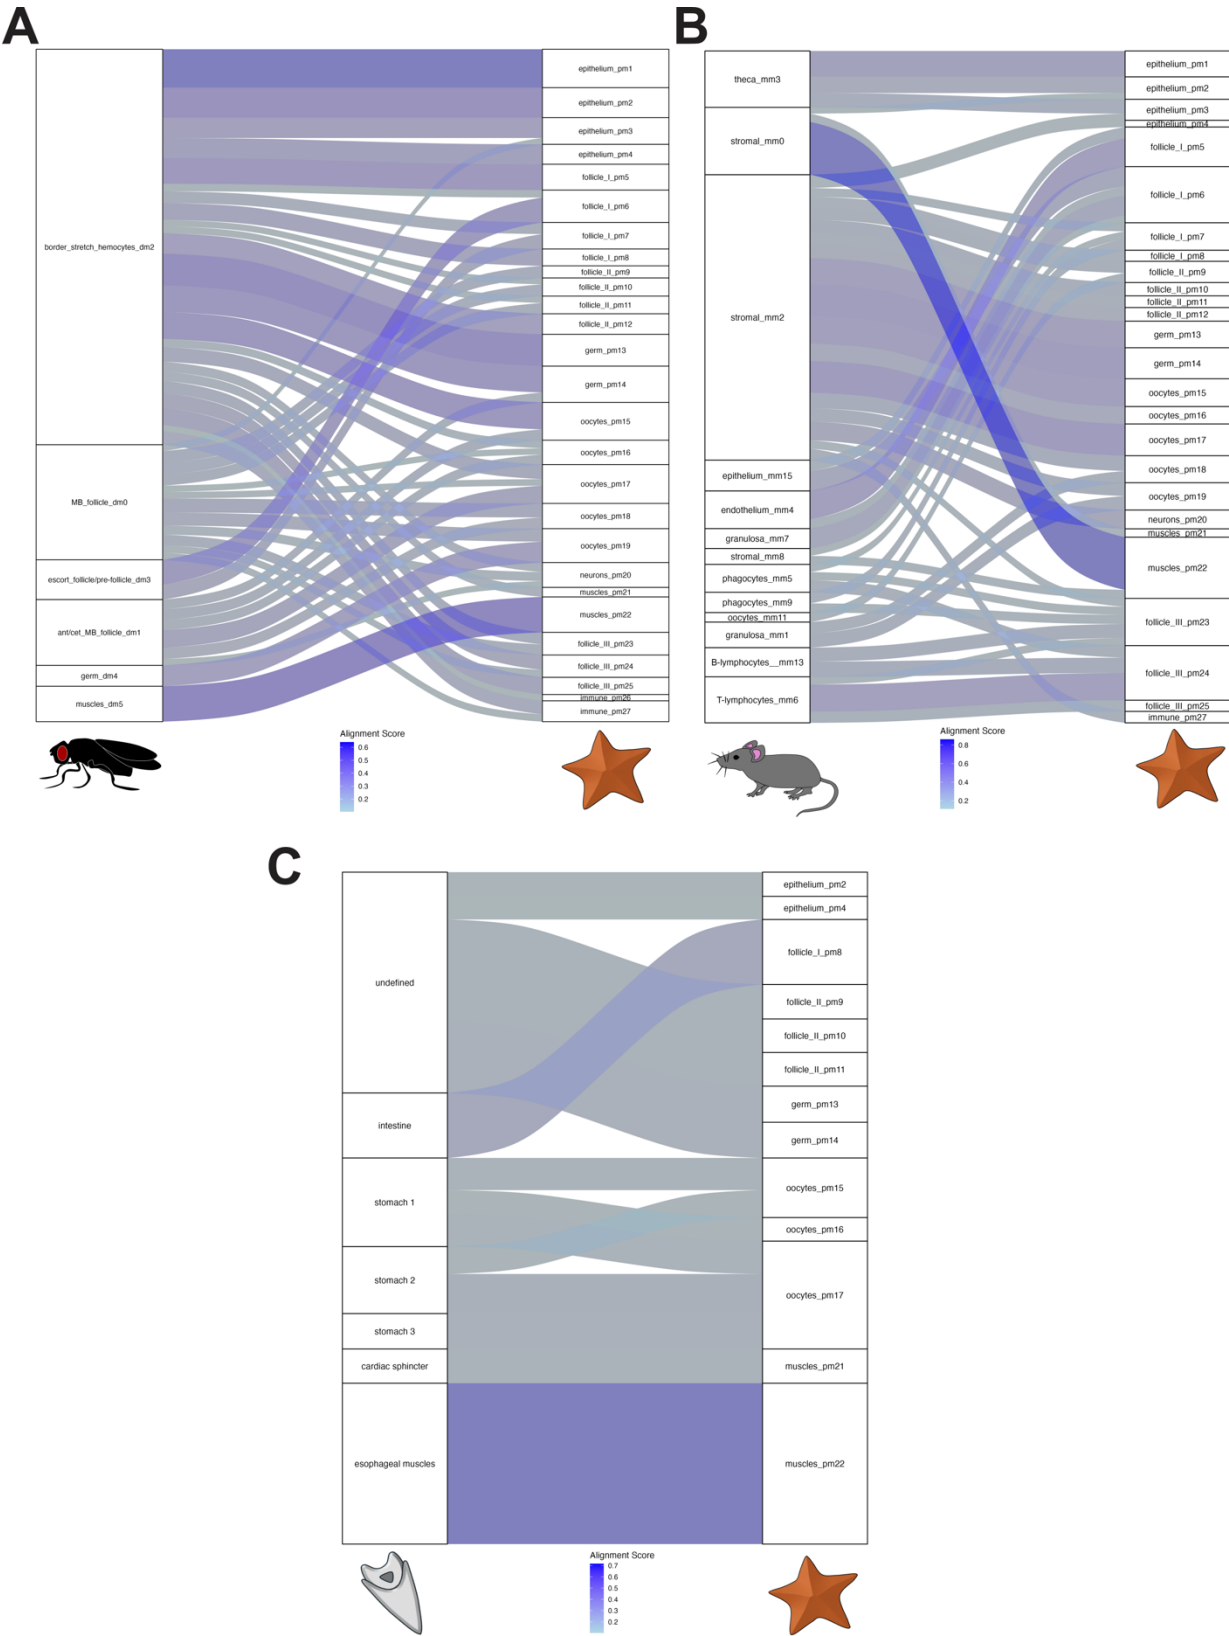 A
border_stretch_hemocytes_dm2
MB_follicle_dm0
escort_follicle/pre-follicle_dm3
ant/cet_MB_follicle_dm1
germ_dm4
muscles_dm5
epithelium_pm1
epithelium_pm2
epithelium_pm3
epithelium_pm4
follicle_I_pm5
follicle_I_pm6
follicle_I_pm7
follicle_I_pm8
follicle_II_pm9
follicle_II_pm10
follicle_II_pm11
follicle_II_pm12
germ_pm13
germ_pm14
oocytes_pm15
oocytes_pm16
oocytes_pm17
oocytes_pm18
oocytes_pm19
neurons_pm20
muscles_pm21
muscles_pm22
follicle_III_pm23
follicle_III_pm24
follicle_III_pm25
immune_pm26
immune_pm27
Alignment Score
0.6
0.5
0.4
0.3
0.2
B
theca_mm3
stromal_mm0
stromal_mm2
epithelium_mm15
endothelium_mm4
granulosa_mm7
stromal_mm8
phagocytes_mm5
phagocytes_mm9
oocytes_mm11
granulosa_mm1
B-lymphocytes__mm13
T-lymphocytes_mm6
epithelium_pm1
epithelium_pm2
epithelium_pm3
epithelium_pm4
follicle_I_pm5
follicle_I_pm6
follicle_I_pm7
follicle_I_pm8
follicle_II_pm9
follicle_II_pm10
follicle_II_pm11
follicle_II_pm12
germ_pm13
germ_pm14
oocytes_pm15
oocytes_pm16
oocytes_pm17
oocytes_pm18
oocytes_pm19
neurons_pm20
muscles_pm21
muscles_pm22
follicle_III_pm23
follicle_III_pm24
follicle_III_pm25
immune_pm27
Alignment Score
0.8
0.6
0.4
0.2
C
undefined
intestine
stomach 1
stomach 2
stomach 3
cardiac sphincter
esophageal muscles
epithelium_pm2
epithelium_pm4
follicle_I_pm8
follicle_II_pm9
follicle_II_pm10
follicle_II_pm11
germ_pm13
germ_pm14
oocytes_pm15
oocytes_pm16
oocytes_pm17
muscles_pm21
muscles_pm22
Alignment Score
0.7
0.6
0.5
0.4
0.3
0.2